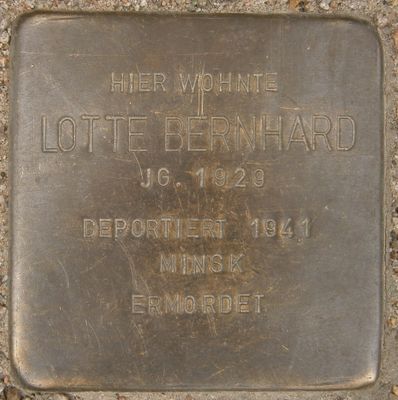 HIER WOHNTE
LOTTE BERNHARD
JG. 1929
DEPORTIERT 1941
MINSK
ERMORDET